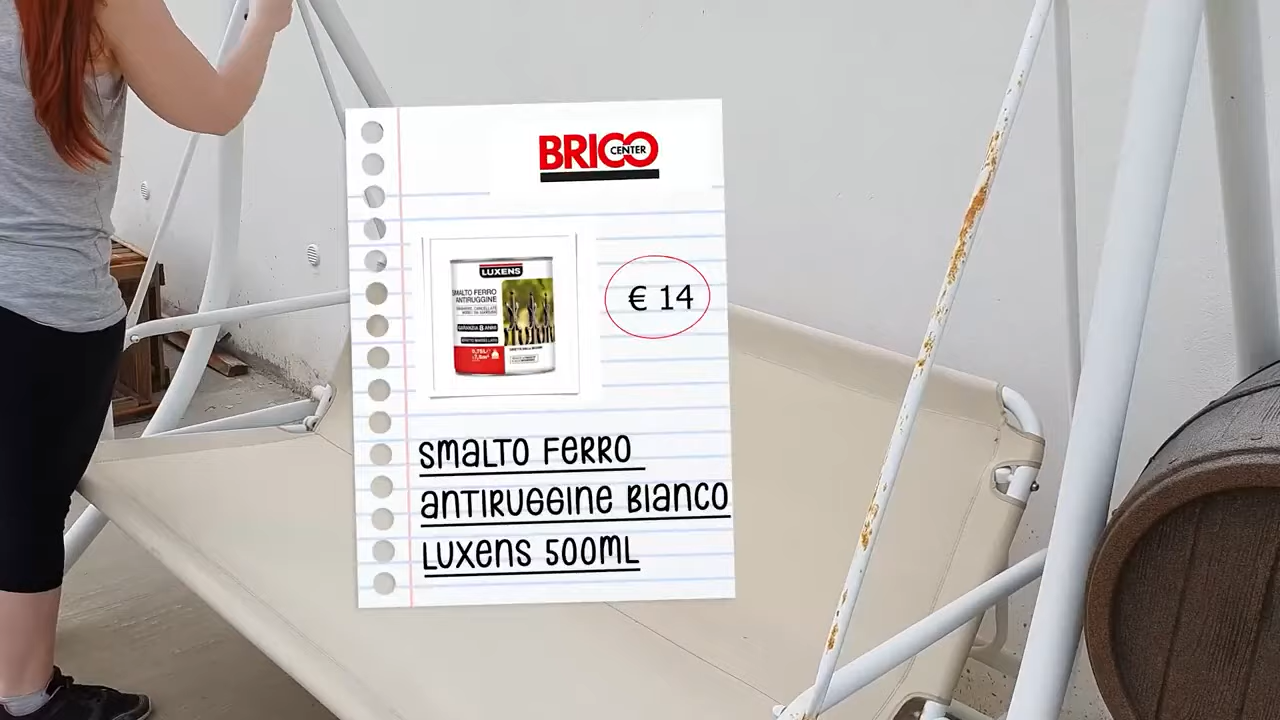 BRICO
CENTER
LUXENS
SMALTO FERRO
ANTIRUGGINE
GARANZIA 8 ANNI
€ 14
SMALTO FERRO
ANTIRUGGINE BIANCO
LUXENS 500ML